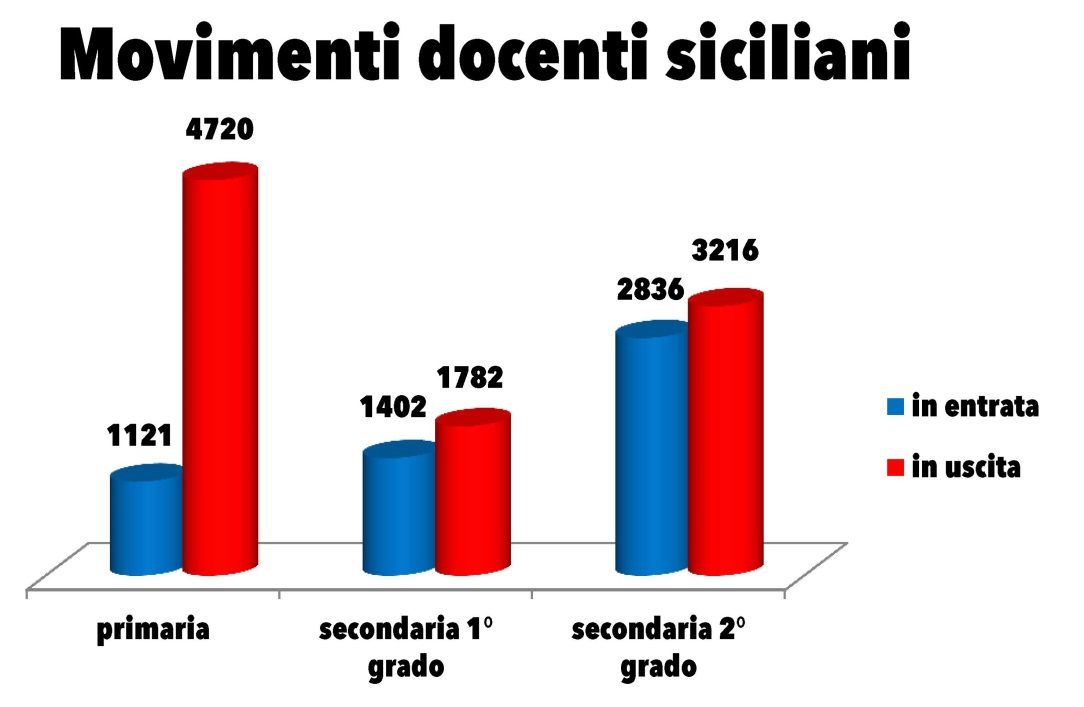 Movimenti docenti siciliani
4720
3216
2836
1782
1402
1121
in entrata
in uscita
primaria
secondaria 1°
grado
secondaria 2°
grado